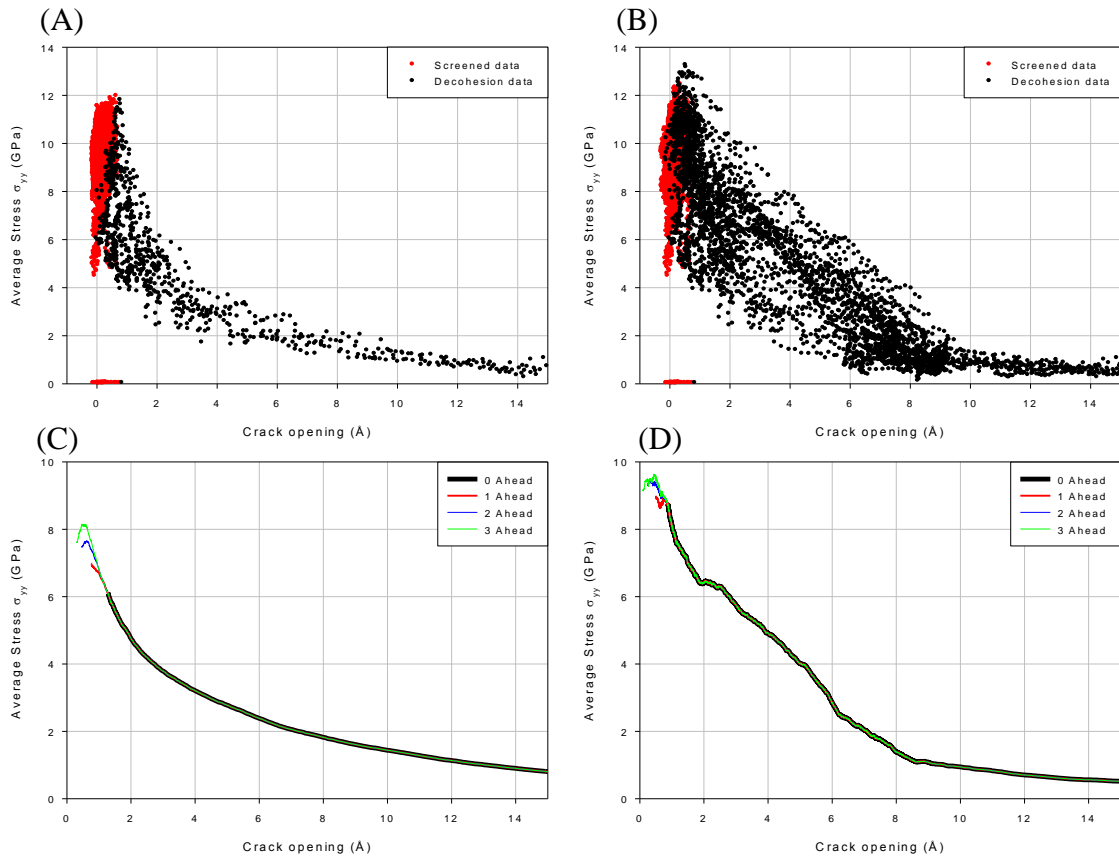 (A)
14
12
10
8
6
4
2
0
Average Stress σyy (GPa)
Screened data
Decohesion data
0
2
4
6
8
10
12
14
Crack opening (Å)
(B)
14
12
10
8
6
4
2
0
Average Stress σyy (GPa)
Screened data
Decohesion data
0
2
4
6
8
10
12
14
Crack opening (Å)
(C)
10
8
6
4
2
0
Average Stress σyy (GPa)
0 Ahead
1 Ahead
2 Ahead
3 Ahead
0
2
4
6
8
10
12
14
Crack opening (Å)
(D)
10
8
6
4
2
0
Average Stress σyy (GPa)
0 Ahead
1 Ahead
2 Ahead
3 Ahead
0
2
4
6
8
10
12
14
Crack opening (Å)